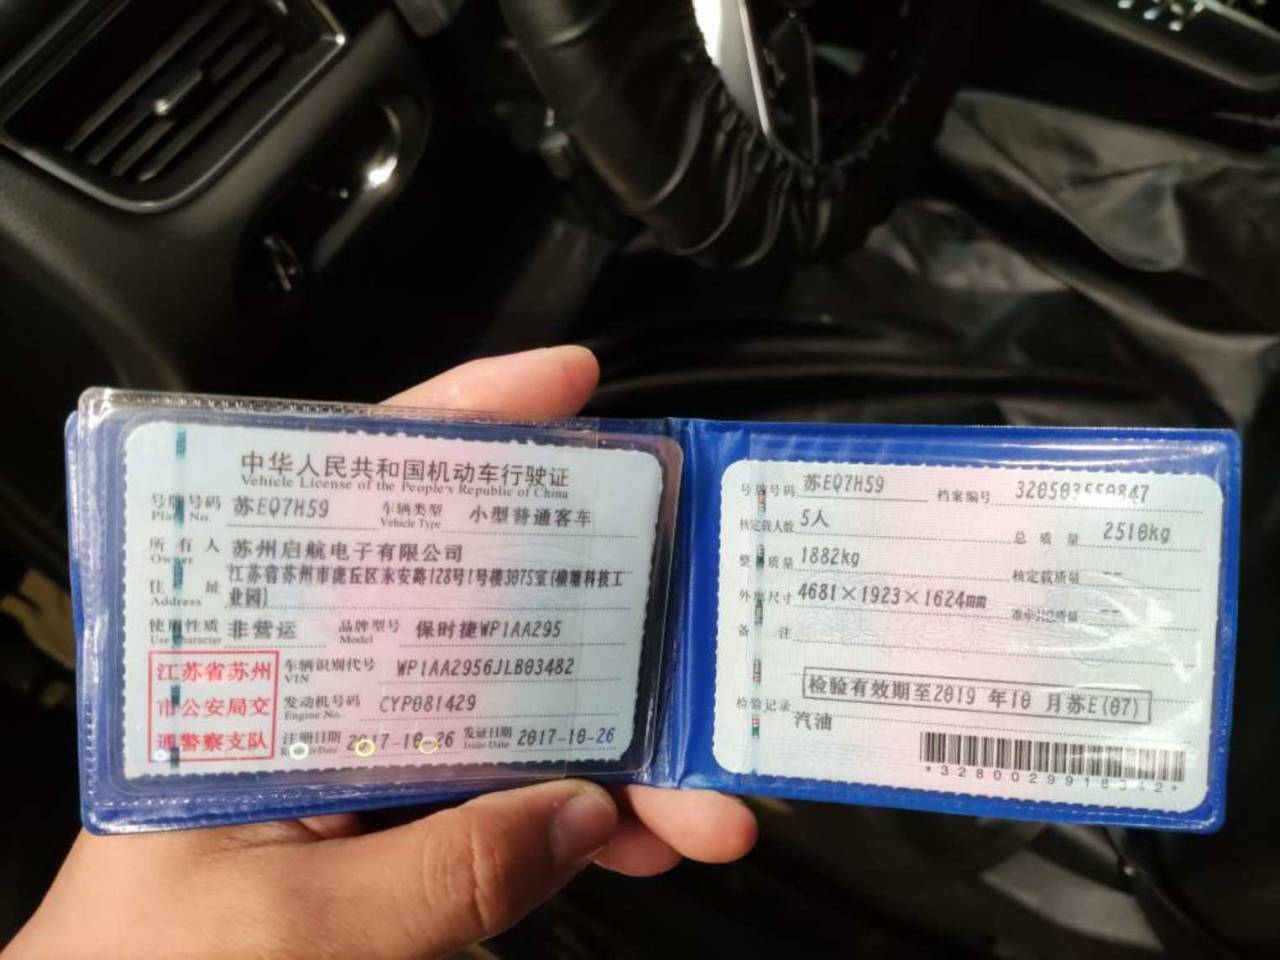 中华人民共和国机动车行驶证
Vehicle License of the People's Republic of China
号牌号码 苏EQ7H59 车辆类型 小型普通客车
Plate No. Vehicle Type
所有人 苏州启航电子有限公司
Owner
住址 江苏省苏州市虎丘区永安路128号1号楼3075室(横塘科技工
Address 业园)
使用性质 非营运 品牌型号 保时捷WP1AA295
Use Character Model
江苏省苏州
市公安局交
通警察支队
车辆识别代号 WP1AA2956JLB03482
VIN
发动机号码 CYP081429
Engine No.
注册日期 2017-10-26 发证日期 2017-10-26
Register Date Issue Date
号牌号码 苏EQ7H59 档案编号 320503550847
核定载人数 5人 总质量 2510kg
整备质量 1882kg 核定载质量 --
外廓尺寸 4681×1923×1624mm 准牵引总质量 --
备注
检验有效期至2019 年10 月苏E(07)
检验记录
汽油
*3280029918342*